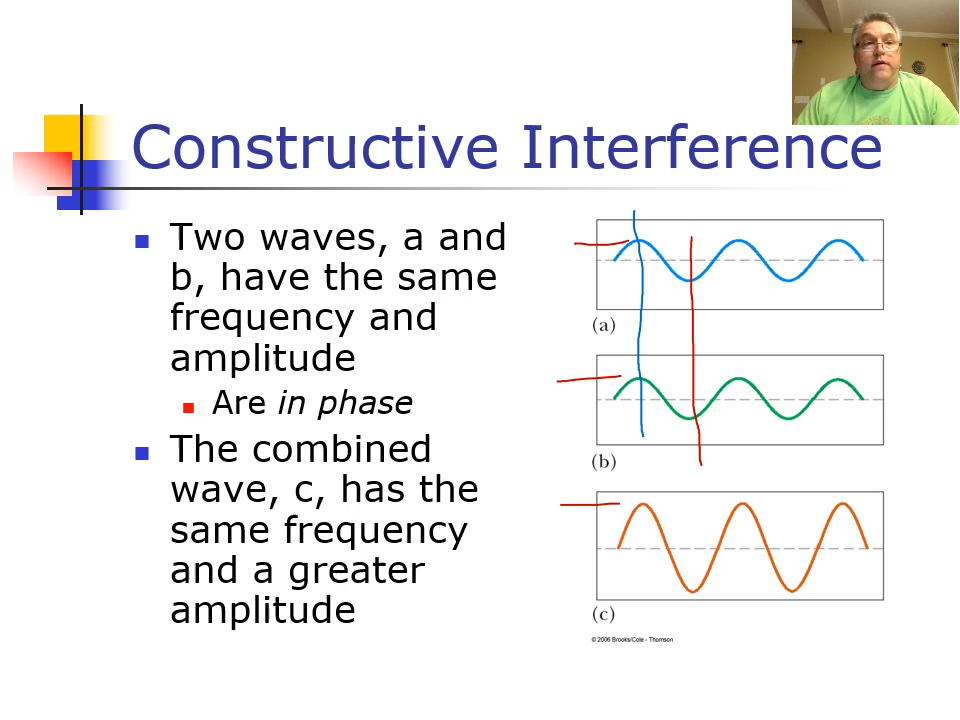 Constructive Interference
Two waves, a and
b, have the same
frequency and
amplitude
Are in phase
The combined
wave, c, has the
same frequency
and a greater
amplitude
(a)
(b)
(c)
© 2006 Brooks/Cole - Thomson